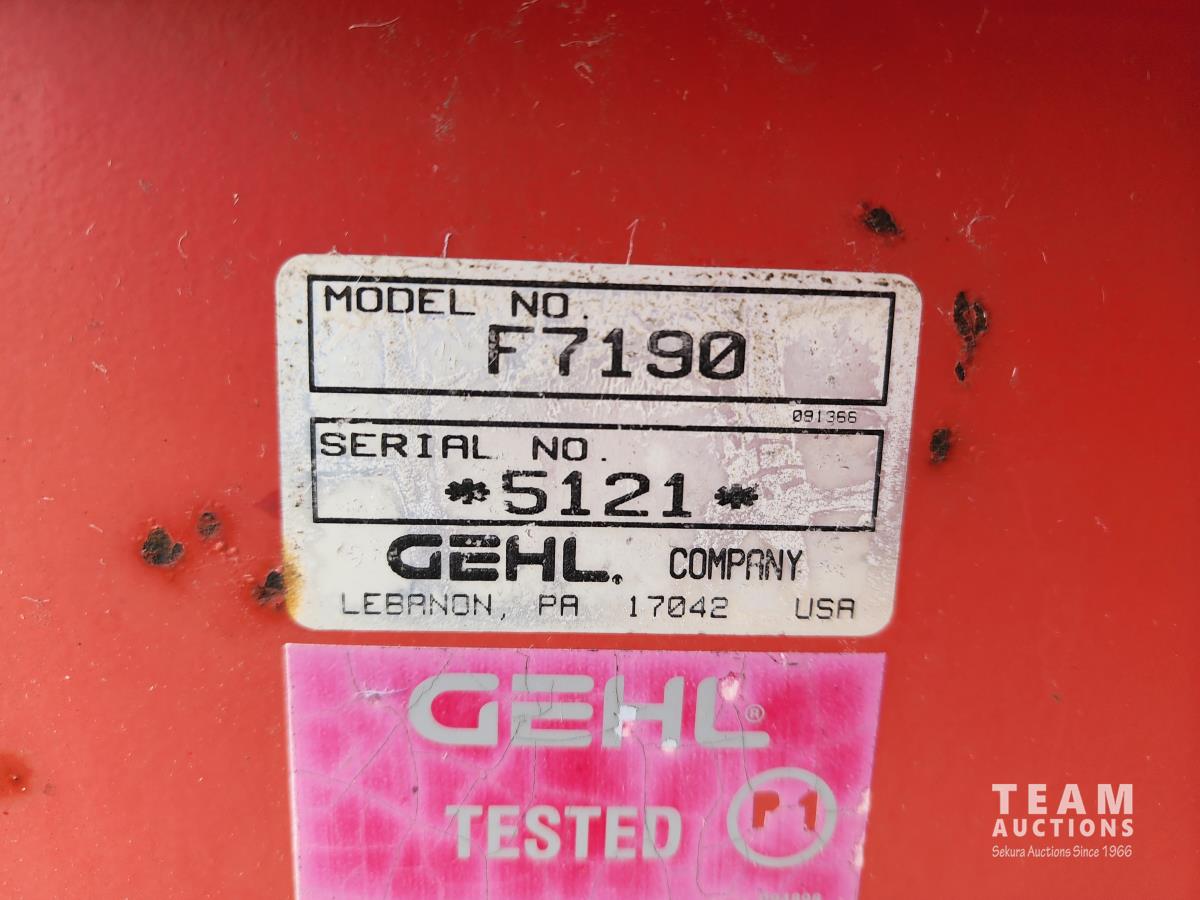 MODEL NO.
F7190
091366
SERIAL NO.
*5121*
GEHL. COMPANY
LEBANON, PA 17042 USA
GEHL®
TESTED P1
TEAM
AUCTIONS
Sekura Auctions Since 1966